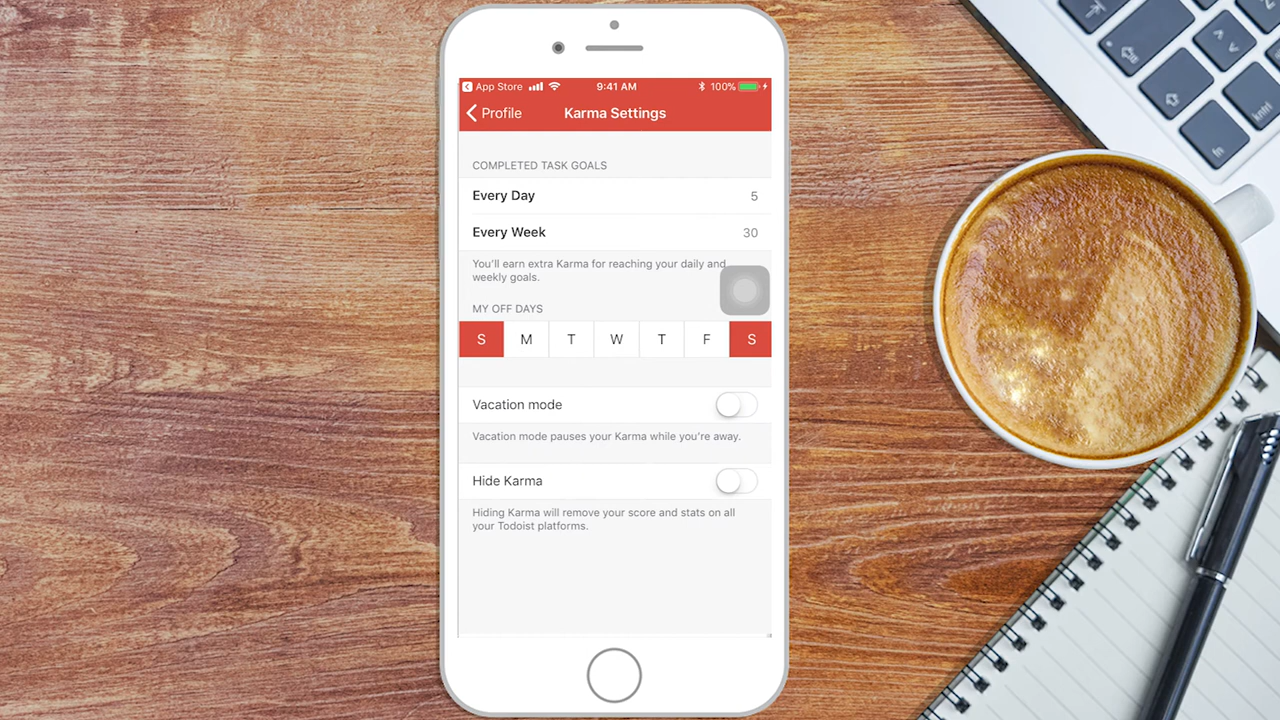 App Store
9:41 AM
100%
Profile
Karma Settings
COMPLETED TASK GOALS
Every Day
5
Every Week
30
You'll earn extra Karma for reaching your daily and
weekly goals.
MY OFF DAYS
S M T W T F S
Vacation mode
Vacation mode pauses your Karma while you're away.
Hide Karma
Hiding Karma will remove your score and stats on all
your Todoist platforms.
Z
kntrl
fn